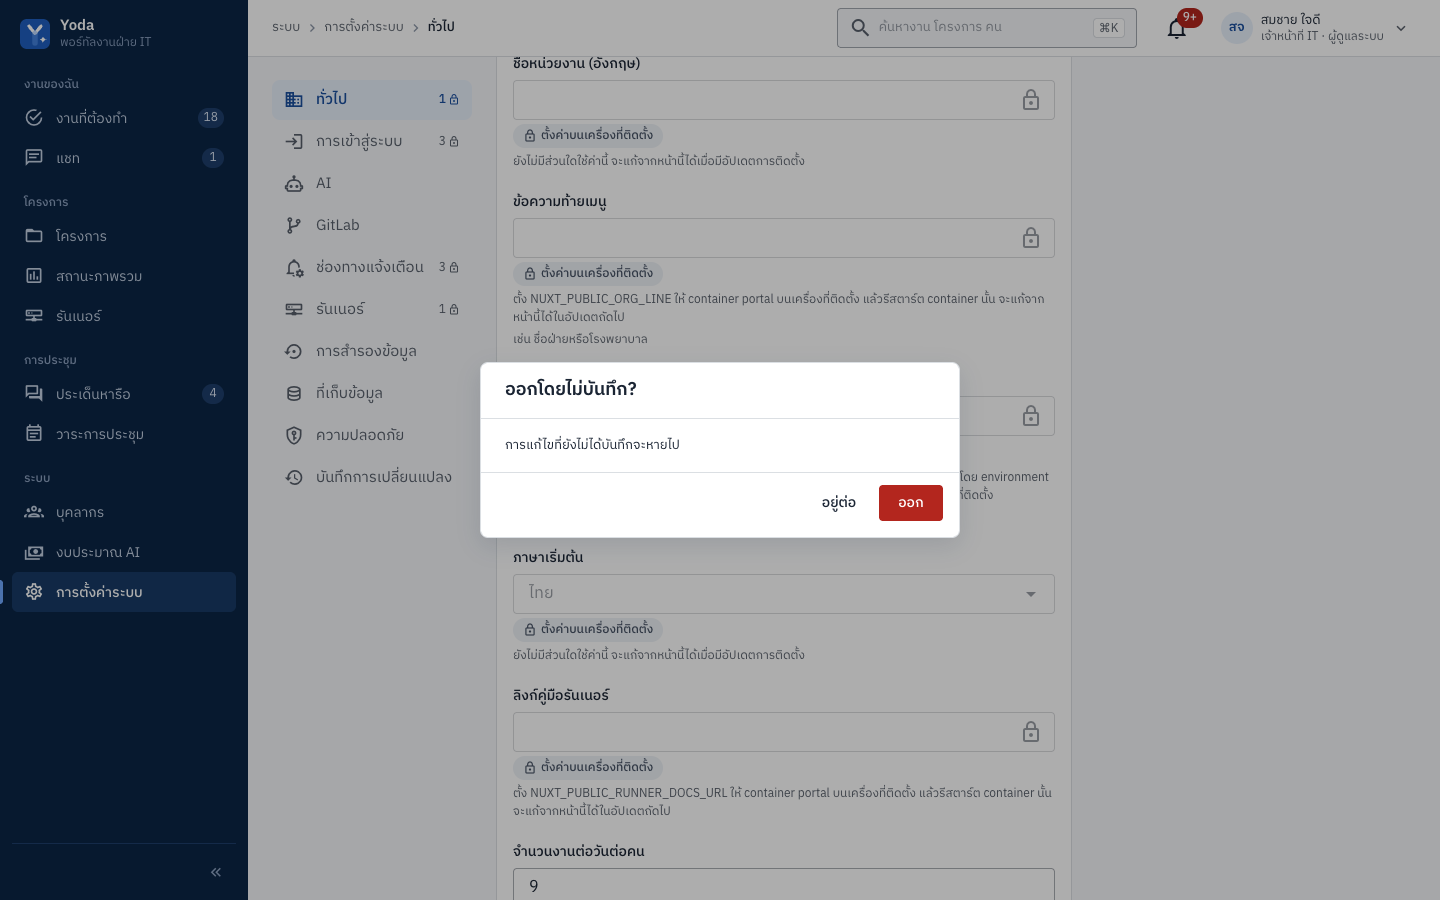 Yoda
พอร์ทัลงานฝ่าย IT
งานของฉัน
งานที่ต้องทำ 18
แชท 1
โครงการ
โครงการ
สถานะภาพรวม
รันเนอร์
การประชุม
ประเด็นหารือ 4
วาระการประชุม
ระบบ
บุคลากร
งบประมาณ AI
การตั้งค่าระบบ
ระบบ > การตั้งค่าระบบ > ทั่วไป
ค้นหางาน โครงการ คน ⌘K
9+
สจ
สมชาย ใจดี
เจ้าหน้าที่ IT · ผู้ดูแลระบบ
ทั่วไป 1
การเข้าสู่ระบบ 3
AI
GitLab
ช่องทางแจ้งเตือน 3
รันเนอร์ 1
การสำรองข้อมูล
ที่เก็บข้อมูล
ความปลอดภัย
บันทึกการเปลี่ยนแปลง
ชื่อหน่วยงาน (อังกฤษ)
ตั้งค่าบนเครื่องที่ติดตั้ง
ยังไม่มีส่วนใดใช้ค่านี้ จะแก้จากหน้านี้ได้เมื่อมีอัปเดตการติดตั้ง
ข้อความท้ายเมนู
ตั้งค่าบนเครื่องที่ติดตั้ง
ตั้ง NUXT_PUBLIC_ORG_LINE ให้ container portal บนเครื่องที่ติดตั้ง แล้วรีสตาร์ต container นั้น จะแก้จาก
หน้านี้ได้ในอัปเดตถัดไป
เช่น ชื่อฝ่ายหรือโรงพยาบาล
ออกโดยไม่บันทึก?
การแก้ไขที่ยังไม่ได้บันทึกจะหายไป
อยู่ต่อ
ออก
โดย environment
ที่ติดตั้ง
ภาษาเริ่มต้น
ไทย
ตั้งค่าบนเครื่องที่ติดตั้ง
ยังไม่มีส่วนใดใช้ค่านี้ จะแก้จากหน้านี้ได้เมื่อมีอัปเดตการติดตั้ง
ลิงก์คู่มือรันเนอร์
ตั้งค่าบนเครื่องที่ติดตั้ง
ตั้ง NUXT_PUBLIC_RUNNER_DOCS_URL ให้ container portal บนเครื่องที่ติดตั้ง แล้วรีสตาร์ต container นั้น
จะแก้จากหน้านี้ได้ในอัปเดตถัดไป
จำนวนงานต่อวันต่อคน
9